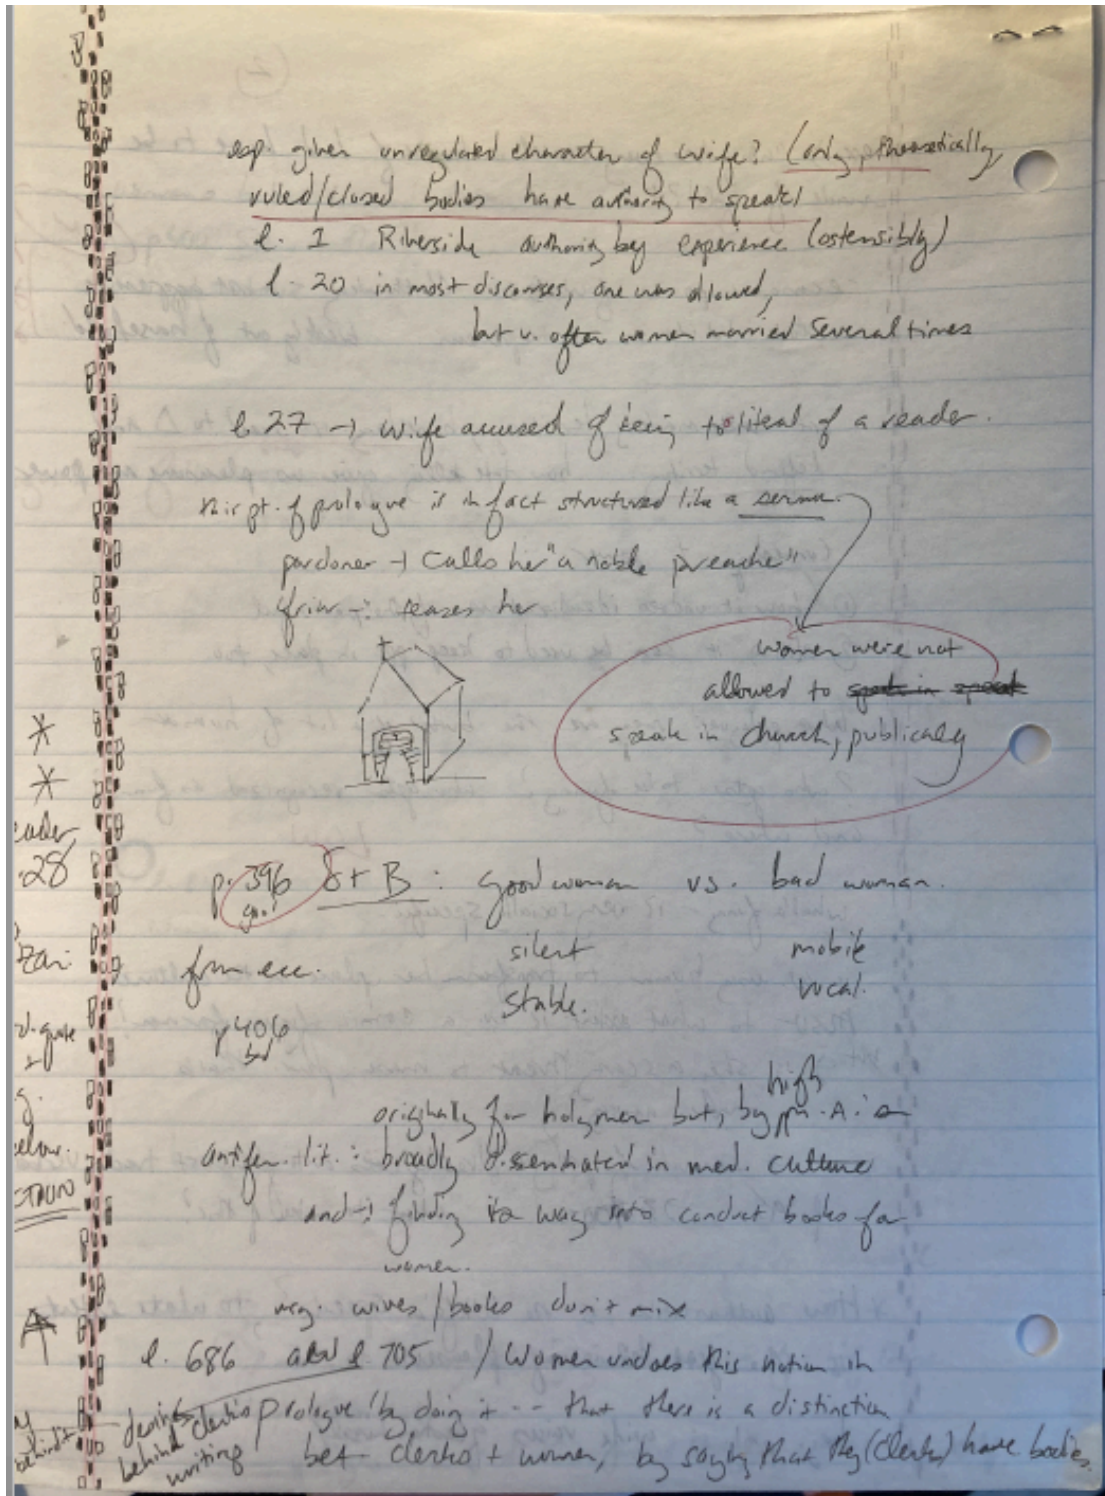 esp. given unregulated character of wife? (only, theoretically
ruled/closed bodies have authority to speak)
l. 1 Riverside authority by experience (ostensibly)
l. 20 in most discourses, one was allowed,
but v. often women married several times
l. 27 → wife accused of being to literal of a reader.
this pt. of prologue is in fact structured like a sermon.
pardoner → calls her "a noble preacher"
friar → teases her
women were not
allowed to
speak in church, publically
28
p. 396 St B : good woman vs. bad woman.
good
silent mobile
from ecc.
stable. vocal.
p 406
bad
high
originally for holymen but, by
antifem. lit. : broadly disseminated in med. culture
and → finding its way into conduct books for
women.
msg. wives / books don't mix
l. 686 and l. 705 / Women undoes this notion in
desires prologue by doing it -- that there is a distinction
behind clerks
writing
bet clerks + women, by saying that they (clerks) have bodies.